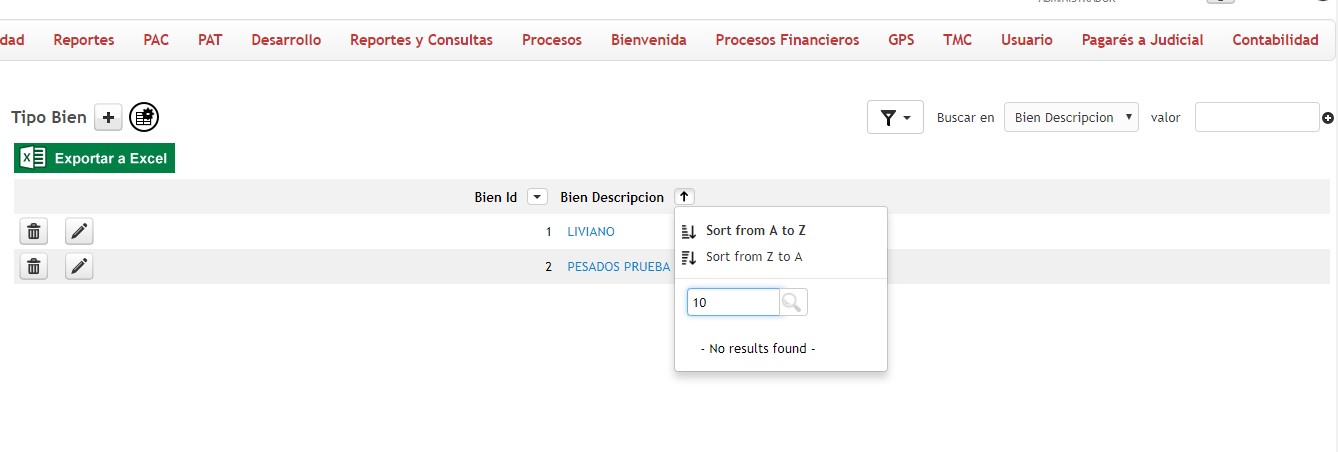 dad Reportes PAC PAT Desarrollo Reportes y Consultas Procesos Bienvenida Procesos Financieros GPS TMC Usuario Pagarés a Judicial Contabilidad
Tipo Bien Buscar en Bien Descripcion valor
Exportar a Excel
Bien Id Bien Descripcion
1 LIVIANO
2 PESADOS PRUEBA
Sort from A to Z
Sort from Z to A
10
- No results found -